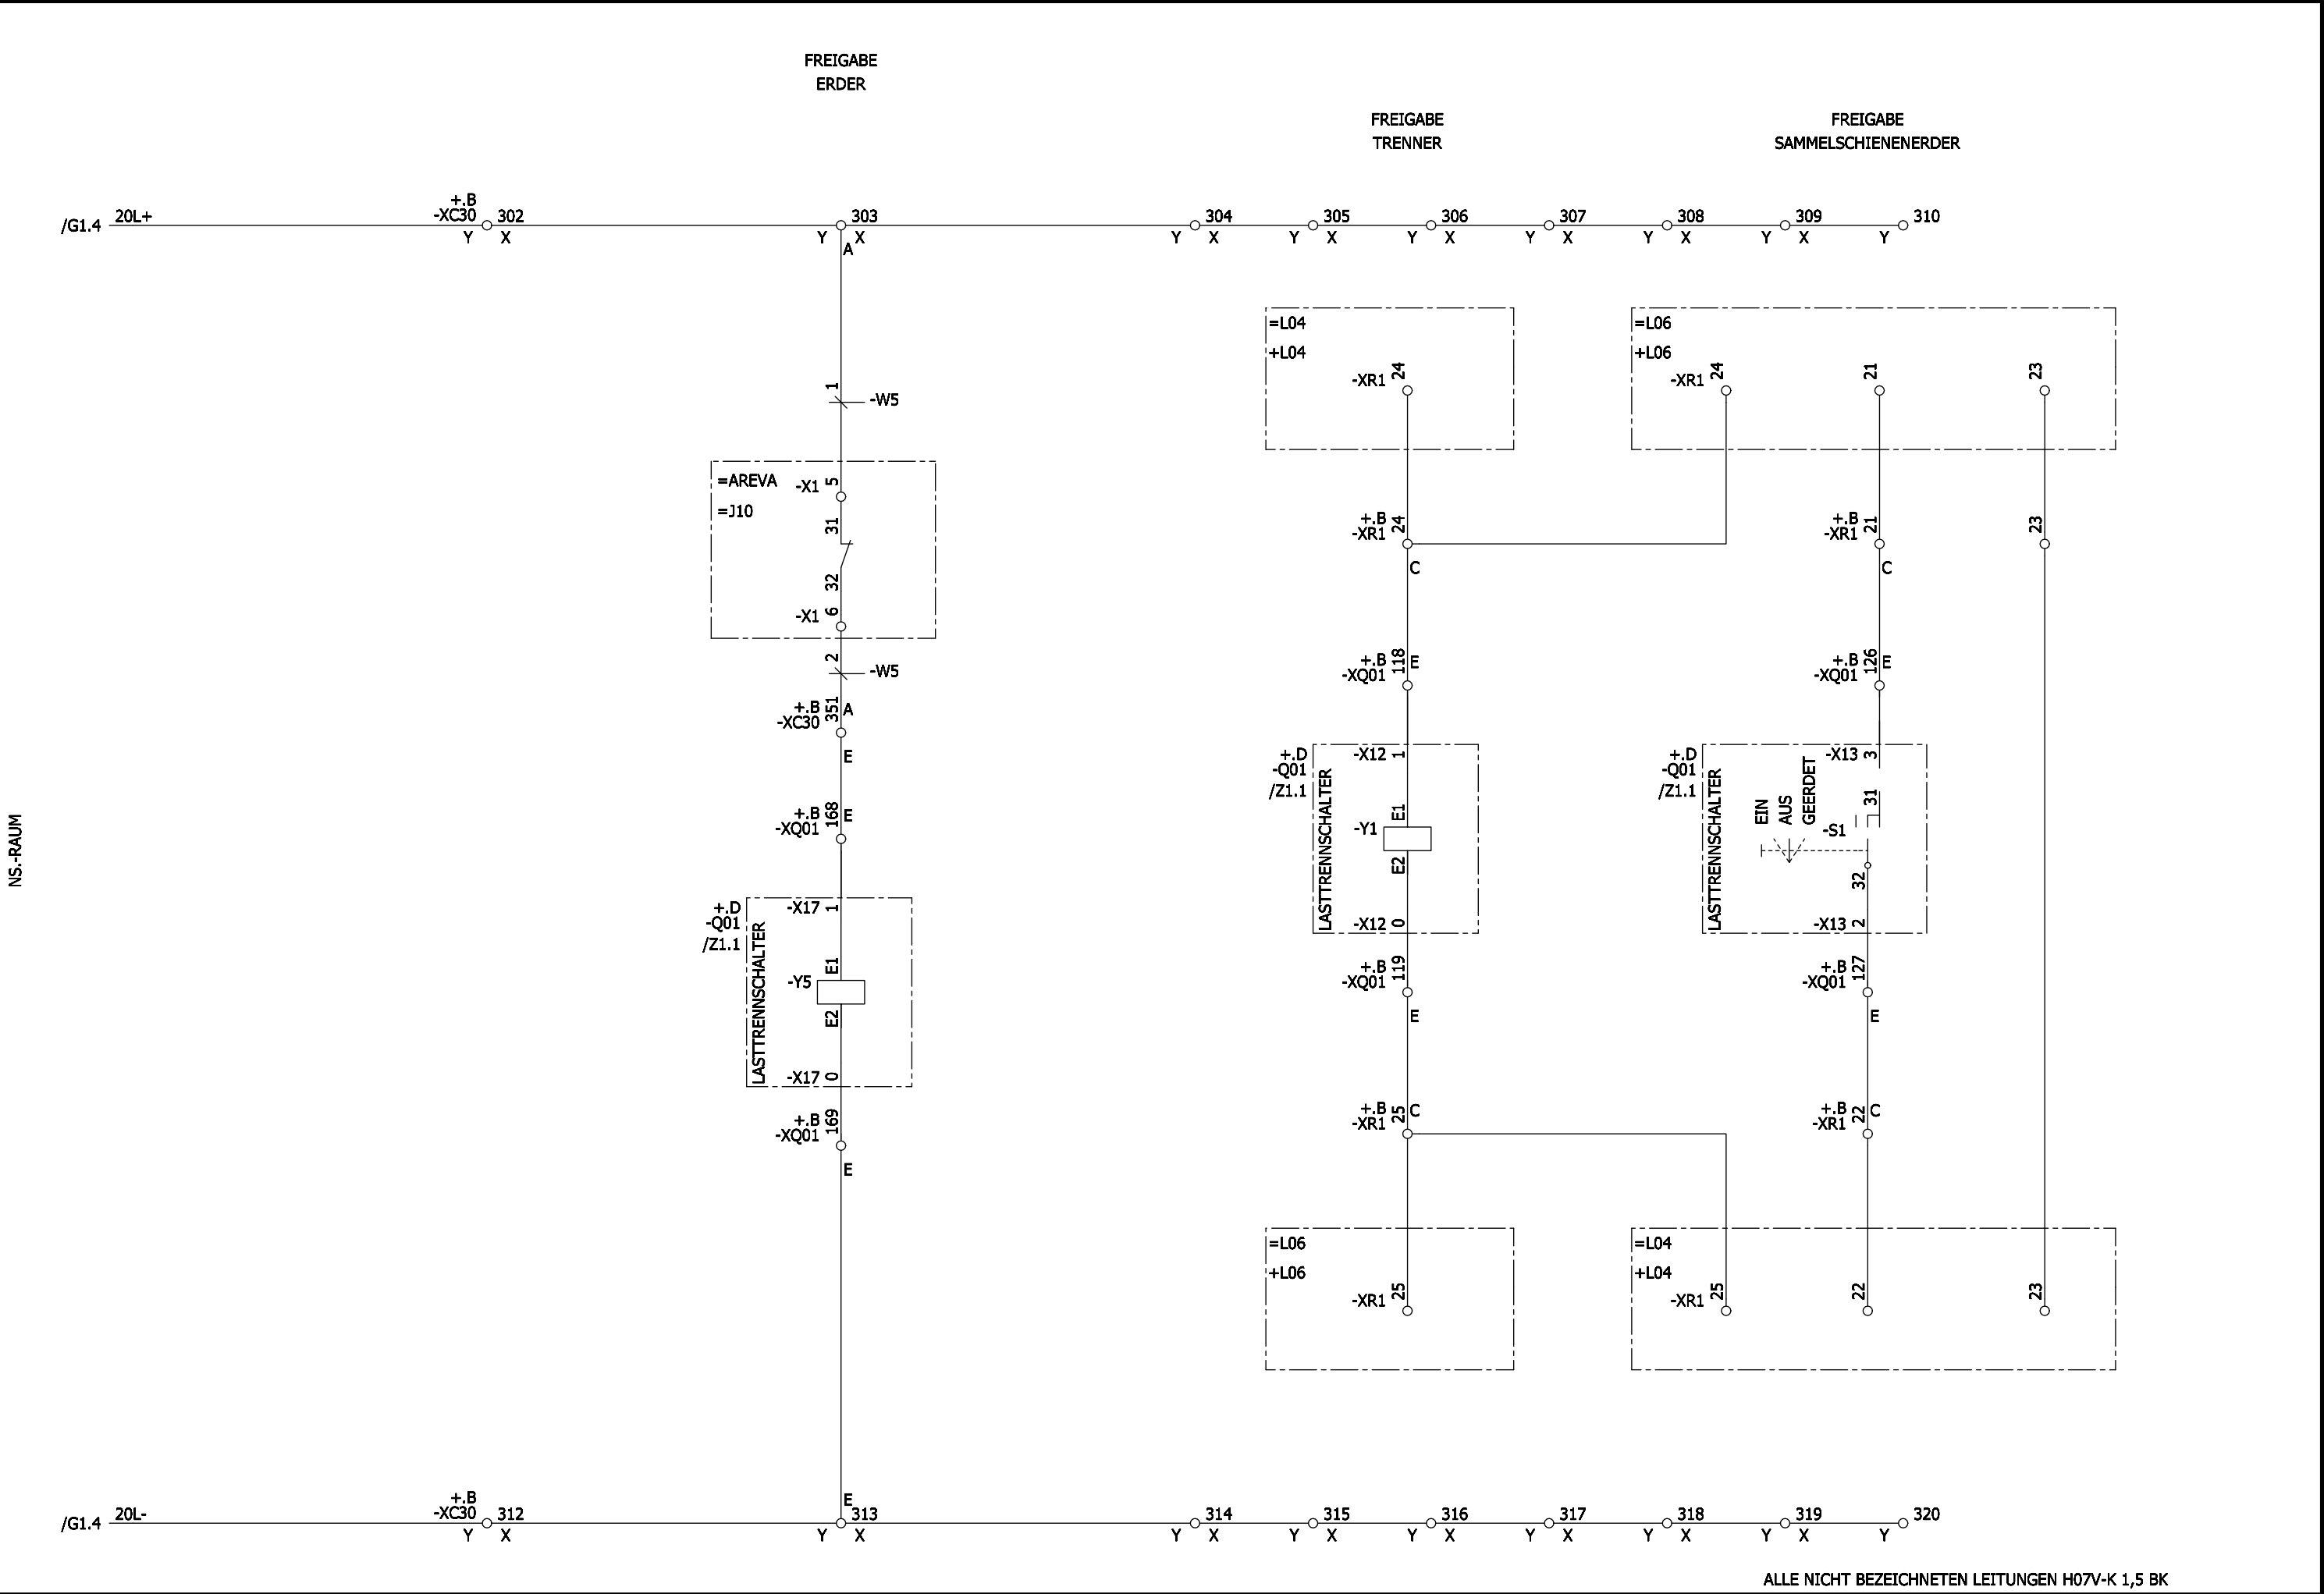 FREIGABE
ERDER
FREIGABE
TRENNER
FREIGABE
SAMMELSCHIENENERDER
/G1.4 20L+
+.B
-XC30 302
Y X
303
Y X
A
304
Y X
305
Y X
306
Y X
307
Y X
308
Y X
309
Y X
310
Y
1
-W5
=AREVA
=J10
-X1 5
31
32
-X1 6
2
-W5
+.B
-XC30 351 A
E
+.B
-XQ01 168 E
+.D
-Q01
/Z1.1
LASTTRENNSCHALTER
-X17 1
E1
-Y5
E2
-X17 0
+.B
-XQ01 169
E
E
=L04
+L04
-XR1 24
+.B
-XR1 24
C
+.B
-XQ01 118 E
+.D
-Q01
/Z1.1
LASTTRENNSCHALTER
-X12 1
E1
-Y1
E2
-X12 0
+.B
-XQ01 119
E
+.B
-XR1 25 C
=L06
+L06
-XR1 25
=L06
+L06
-XR1 24
21
23
+.B
-XR1 21
C
23
+.B
-XQ01 126 E
+.D
-Q01
/Z1.1
LASTTRENNSCHALTER
-X13 3
EIN
AUS
GEERDET
31
-S1
32
-X13 2
+.B
-XQ01 127
E
+.B
-XR1 22 C
=L04
+L04
-XR1 25
22
23
NS.-RAUM
/G1.4 20L-
+.B
-XC30 312
Y X
313
Y X
314
Y X
315
Y X
316
Y X
317
Y X
318
Y X
319
Y X
320
Y
ALLE NICHT BEZEICHNETEN LEITUNGEN H07V-K 1,5 BK